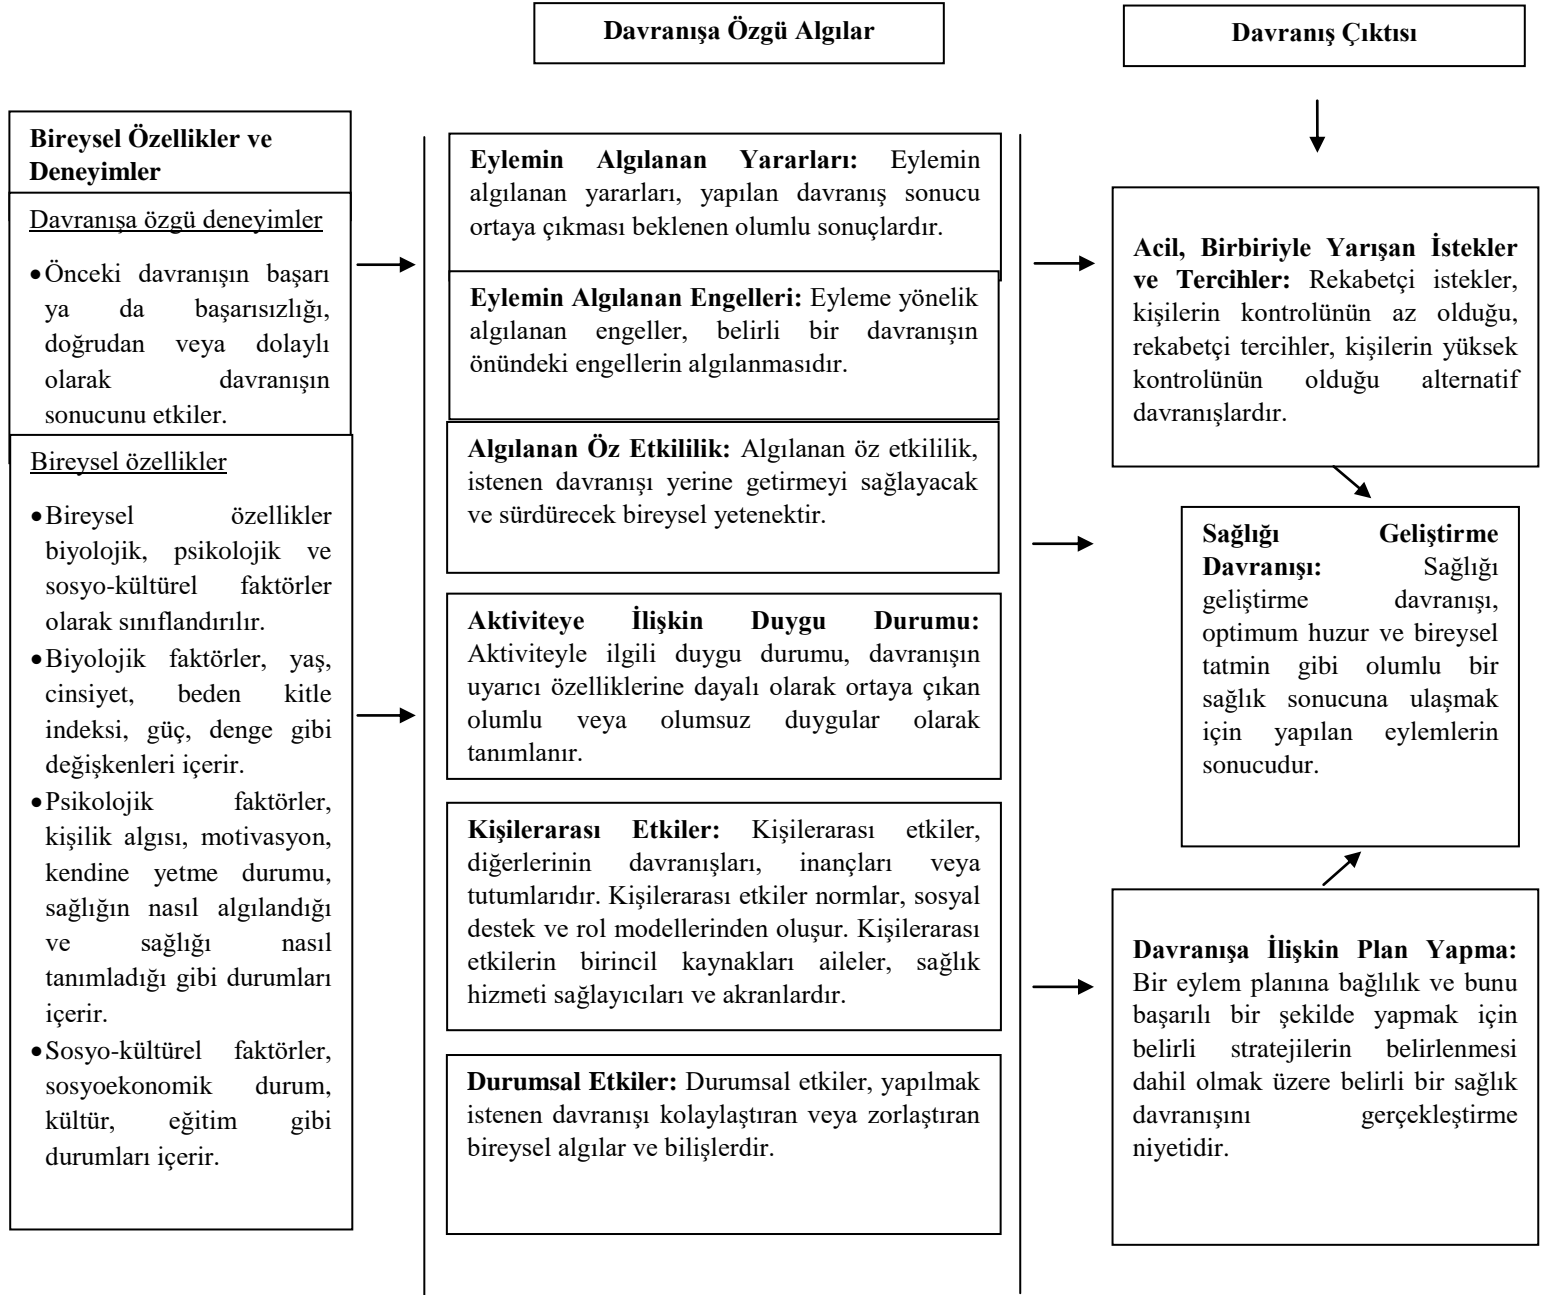 Davranışa Özgü Algılar
Davranış Çıktısı
Bireysel Özellikler ve
Deneyimler
Davranışa özgü deneyimler
•Önceki davranışın başarı
ya da başarısızlığı,
doğrudan veya dolaylı
olarak davranışın
sonucunu etkiler.
Bireysel özellikler
•Bireysel özellikler
biyolojik, psikolojik ve
sosyo-kültürel faktörler
olarak sınıflandırılır.
•Biyolojik faktörler, yaş,
cinsiyet, beden kitle
indeksi, güç, denge gibi
değişkenleri içerir.
•Psikolojik faktörler,
kişilik algısı, motivasyon,
kendine yetme durumu,
sağlığın nasıl algılandığı
ve sağlığı nasıl
tanımladığı gibi durumları
içerir.
•Sosyo-kültürel faktörler,
sosyoekonomik durum,
kültür, eğitim gibi
durumları içerir.
Eylemin Algılanan Yararları: Eylemin
algılanan yararları, yapılan davranış sonucu
ortaya çıkması beklenen olumlu sonuçlardır.
Eylemin Algılanan Engelleri: Eyleme yönelik
algılanan engeller, belirli bir davranışın
önündeki engellerin algılanmasıdır.
Algılanan Öz Etkililik: Algılanan öz etkililik,
istenen davranışı yerine getirmeyi sağlayacak
ve sürdürecek bireysel yetenektir.
Aktiviteye İlişkin Duygu Durumu:
Aktiviteyle ilgili duygu durumu, davranışın
uyarıcı özelliklerine dayalı olarak ortaya çıkan
olumlu veya olumsuz duygular olarak
tanımlanır.
Kişilerarası Etkiler: Kişilerarası etkiler,
diğerlerinin davranışları, inançları veya
tutumlarıdır. Kişilerarası etkiler normlar, sosyal
destek ve rol modellerinden oluşur. Kişilerarası
etkilerin birincil kaynakları aileler, sağlık
hizmeti sağlayıcıları ve akranlardır.
Durumsal Etkiler: Durumsal etkiler, yapılmak
istenen davranışı kolaylaştıran veya zorlaştıran
bireysel algılar ve bilişlerdir.
Acil, Birbiriyle Yarışan İstekler
ve Tercihler: Rekabetçi istekler,
kişilerin kontrolünün az olduğu,
rekabetçi tercihler, kişilerin yüksek
kontrolünün olduğu alternatif
davranışlardır.
Sağlığı Geliştirme
Davranışı: Sağlığı
geliştirme davranışı,
optimum huzur ve bireysel
tatmin gibi olumlu bir
sağlık sonucuna ulaşmak
için yapılan eylemlerin
sonucudur.
Davranışa İlişkin Plan Yapma:
Bir eylem planına bağlılık ve bunu
başarılı bir şekilde yapmak için
belirli stratejilerin belirlenmesi
dahil olmak üzere belirli bir sağlık
davranışını gerçekleştirme
niyetidir.